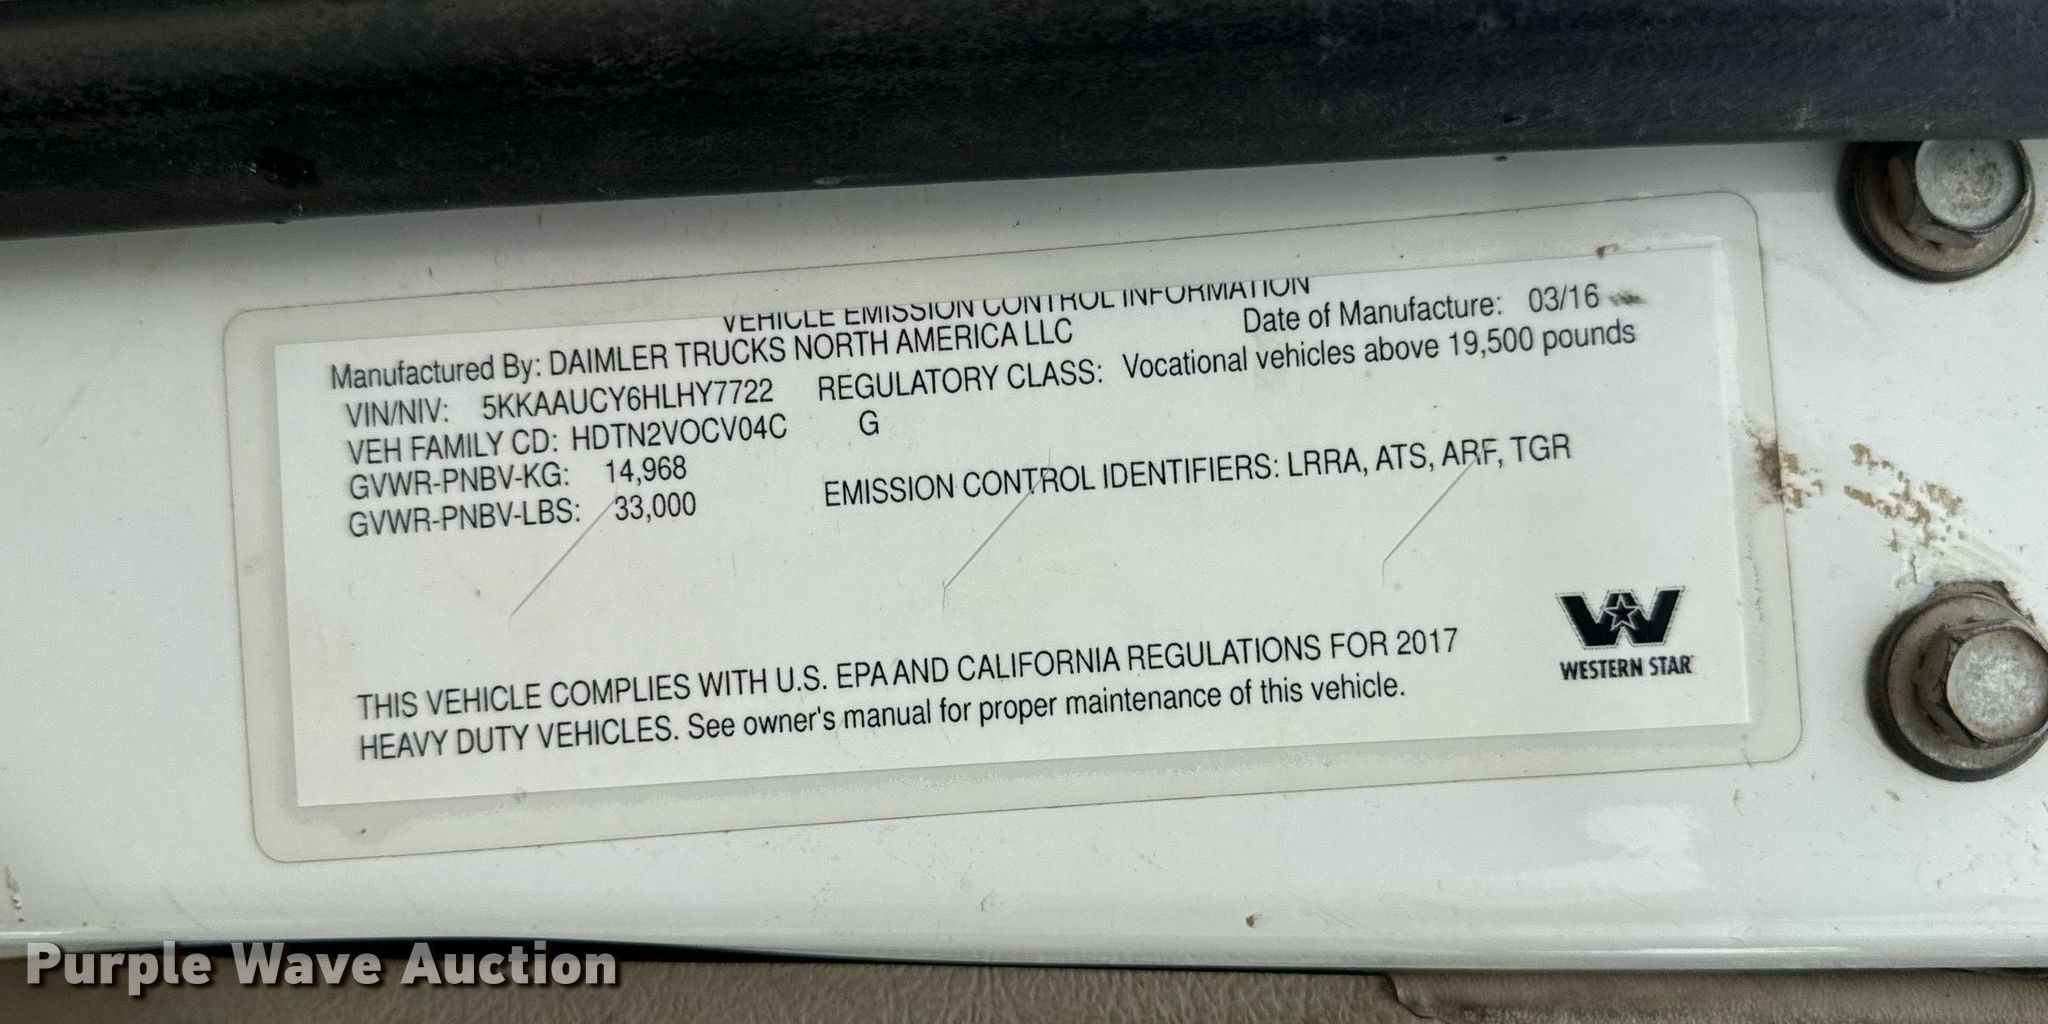 VEHICLE EMISSION CONTROL INFORMATION
Manufactured By: DAIMLER TRUCKS NORTH AMERICA LLC Date of Manufacture: 03/16
VIN/NIV: 5KKAAUCY6HLHY7722 REGULATORY CLASS: Vocational vehicles above 19,500 pounds
VEH FAMILY CD: HDTN2VOCV04C G
GVWR-PNBV-KG: 14,968
GVWR-PNBV-LBS: 33,000 EMISSION CONTROL IDENTIFIERS: LRRA, ATS, ARF, TGR
THIS VEHICLE COMPLIES WITH U.S. EPA AND CALIFORNIA REGULATIONS FOR 2017
HEAVY DUTY VEHICLES. See owner's manual for proper maintenance of this vehicle.
WESTERN STAR
Purple Wave Auction